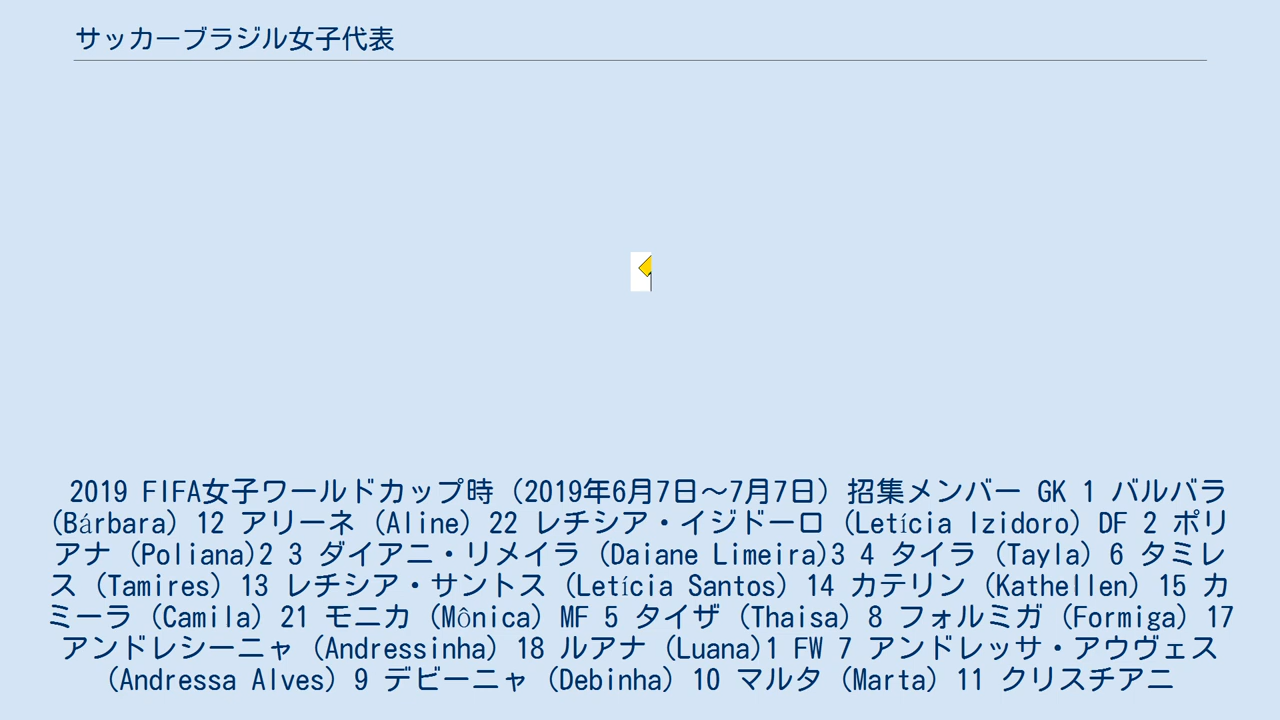 サッカーブラジル女子代表
2019 FIFA女子ワールドカップ時（2019年6月7日〜7月7日）招集メンバー GK 1 バルバラ
（Bárbara）12 アリーネ（Aline）22 レチシア・イジドーロ（Letícia Izidoro）DF 2 ポリ
アナ（Poliana)2 3 ダイアニ・リメイラ（Daiane Limeira)3 4 タイラ（Tayla）6 タミレ
ス（Tamires）13 レチシア・サントス（Letícia Santos）14 カテリン（Kathellen）15 カ
ミーラ（Camila）21 モニカ（Mônica）MF 5 タイザ（Thaisa）8 フォルミガ（Formiga）17
アンドレシーニャ（Andressinha）18 ルアナ（Luana)1 FW 7 アンドレッサ・アウヴェス
（Andressa Alves）9 デビーニャ（Debinha）10 マルタ（Marta）11 クリスチアニ